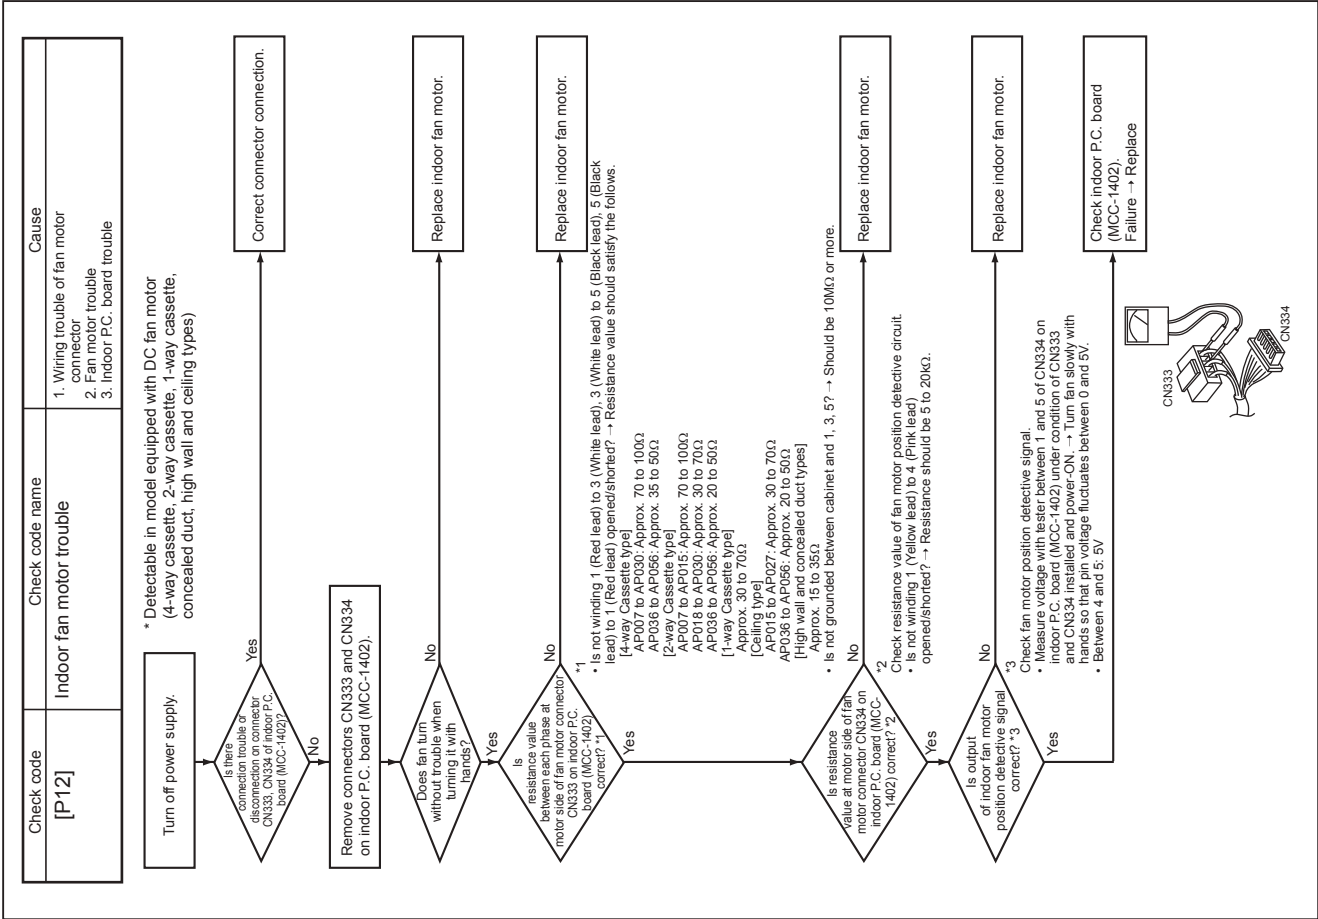 Check code
Check code name
Cause
[P12]
Indoor fan motor trouble
1. Wiring trouble of fan motor
connector
2. Fan motor trouble
3. Indoor P.C. board trouble
* Detectable in model equipped with DC fan motor
(4-way cassette, 2-way cassette, 1-way cassette,
concealed duct, high wall and ceiling types)
Turn off power supply.
Is there
connection trouble or
disconnection on connector
CN333, CN334 of indoor P.C.
board (MCC-1402)?
Yes
Correct connector connection.
No
Remove connectors CN333 and CN334
on indoor P.C. board (MCC-1402).
Does fan turn
without trouble when
turning it with
hands?
No
Replace indoor fan motor.
Yes
Is
resistance value
between each phase at
motor side of fan motor connector
CN333 on indoor P.C.
board (MCC-1402)
correct? *1
No
Replace indoor fan motor.
Yes
*1
• Is not winding 1 (Red lead) to 3 (White lead), 3 (White lead) to 5 (Black lead), 5 (Black
lead) to 1 (Red lead) opened/shorted? → Resistance value should satisfy the follows.
[4-way Cassette type]
AP007 to AP030: Approx. 70 to 100Ω
AP036 to AP056: Approx. 35 to 50Ω
[2-way Cassette type]
AP007 to AP015: Approx. 70 to 100Ω
AP018 to AP030: Approx. 30 to 70Ω
AP036 to AP056: Approx. 20 to 50Ω
[1-way Cassette type]
Approx. 30 to 70Ω
[Ceiling type]
AP015 to AP027: Approx. 30 to 70Ω
AP036 to AP056: Approx. 20 to 50Ω
[High wall and concealed duct types]
Approx. 15 to 35Ω
• Is not grounded between cabinet and 1, 3, 5? → Should be 10MΩ or more.
Is resistance
Value at motor side of fan
motor connector CN334 on
indoor P.C. board (MCC-
1402) correct? *2
No
Replace indoor fan motor.
Yes
*2
Check resistance value of fan motor position detective circuit.
• Is not winding 1 (Yellow lead) to 4 (Pink lead)
opened/shorted? → Resistance should be 5 to 20kΩ.
Is output
of indoor fan motor
position detective signal
correct? *3
No
Replace indoor fan motor.
Yes
*3
Check fan motor position detective signal.
• Measure voltage with tester between 1 and 5 of CN334 on
indoor P.C. board (MCC-1402) under condition of CN333
and CN334 installed and power-ON. → Turn fan slowly with
hands so that pin voltage fluctuates between 0 and 5V.
• Between 4 and 5: 5V
Check indoor P.C. board
(MCC-1402).
Failure → Replace
CN333
CN334